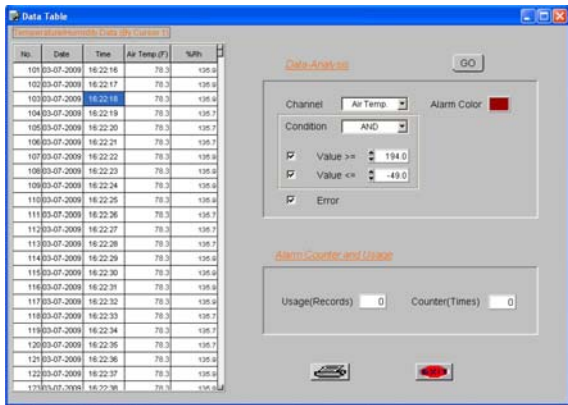 Data Table
Temperature/Humidity Data (By Cursor 1)
No. Date Time Air Temp.(F) %Rh
101 03-07-2009 16:22:16 78.3 135.9
102 03-07-2009 16:22:17 78.3 135.9
103 03-07-2009 16:22:18 78.3 135.9
104 03-07-2009 16:22:19 78.3 135.7
105 03-07-2009 16:22:20 78.3 135.7
106 03-07-2009 16:22:21 78.3 135.7
107 03-07-2009 16:22:22 78.3 135.9
108 03-07-2009 16:22:23 78.3 135.9
109 03-07-2009 16:22:24 78.3 135.9
110 03-07-2009 16:22:25 78.3 135.9
111 03-07-2009 16:22:26 78.3 135.7
112 03-07-2009 16:22:27 78.3 135.7
113 03-07-2009 16:22:28 78.3 135.7
114 03-07-2009 16:22:29 78.3 135.9
115 03-07-2009 16:22:30 78.3 135.9
116 03-07-2009 16:22:31 78.3 135.9
117 03-07-2009 16:22:32 78.3 135.9
118 03-07-2009 16:22:33 78.3 135.7
119 03-07-2009 16:22:34 78.3 135.7
120 03-07-2009 16:22:35 78.3 135.7
121 03-07-2009 16:22:36 78.3 135.9
122 03-07-2009 16:22:37 78.3 135.9
123 03-07-2009 16:22:38 78.3 135.9
Data Analysis
GO
Channel Air Temp. Alarm Color
Condition AND
Value >= 194.0
Value <= -49.0
Error
Alarm Counter and Usage
Usage(Records) 0 Counter(Times) 0